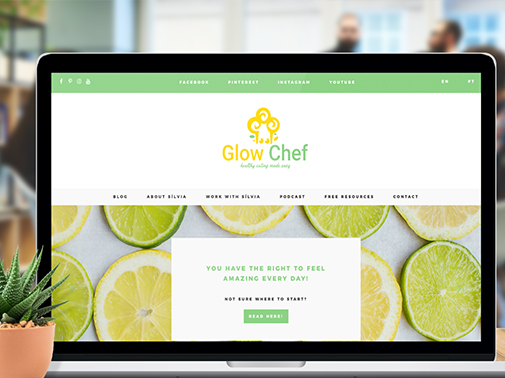 FACEBOOK PINTEREST INSTAGRAM YOUTUBE EN PT
Glow Chef
healthy eating made easy
BLOG ABOUT SÍLVIA WORK WITH SÍLVIA PODCAST FREE RESOURCES CONTACT
YOU HAVE THE RIGHT TO FEEL
AMAZING EVERY DAY!
NOT SURE WHERE TO START?
READ HERE!